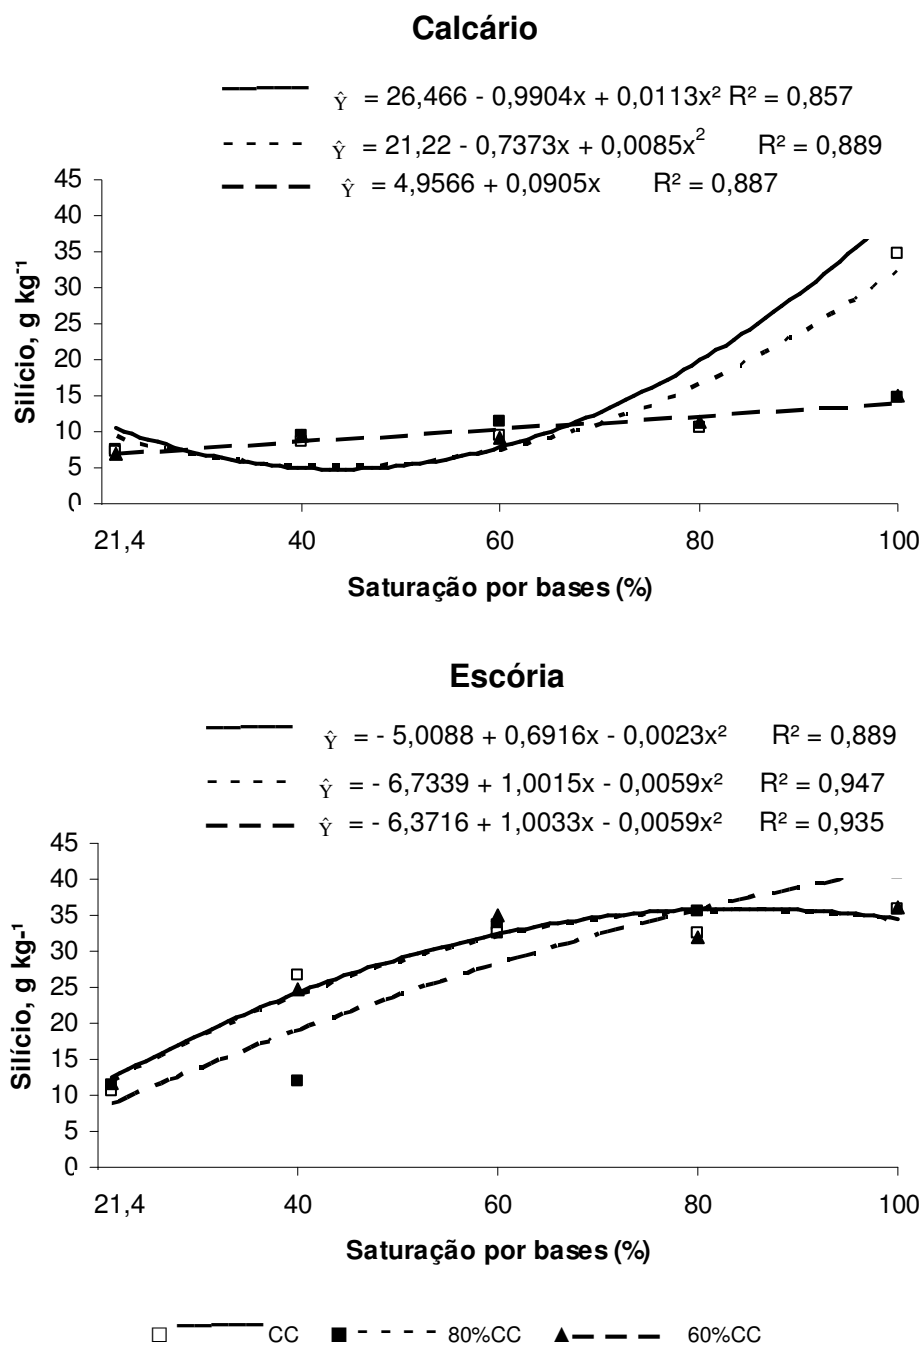 Calcário
Ŷ = 26,466 - 0,9904x + 0,0113x² R² = 0,857
Ŷ = 21,22 - 0,7373x + 0,0085x² R² = 0,889
Ŷ = 4,9566 + 0,0905x R² = 0,887
45
40
35
30
25
20
15
10
5
0
Silício, g kg⁻¹
21,4 40 60 80 100
Saturação por bases (%)
Escória
Ŷ = - 5,0088 + 0,6916x - 0,0023x² R² = 0,889
Ŷ = - 6,7339 + 1,0015x - 0,0059x² R² = 0,947
Ŷ = - 6,3716 + 1,0033x - 0,0059x² R² = 0,935
45
40
35
30
25
20
15
10
5
0
Silício, g kg-¹
21,4 40 60 80 100
Saturação por bases (%)
CC 80%CC 60%CC